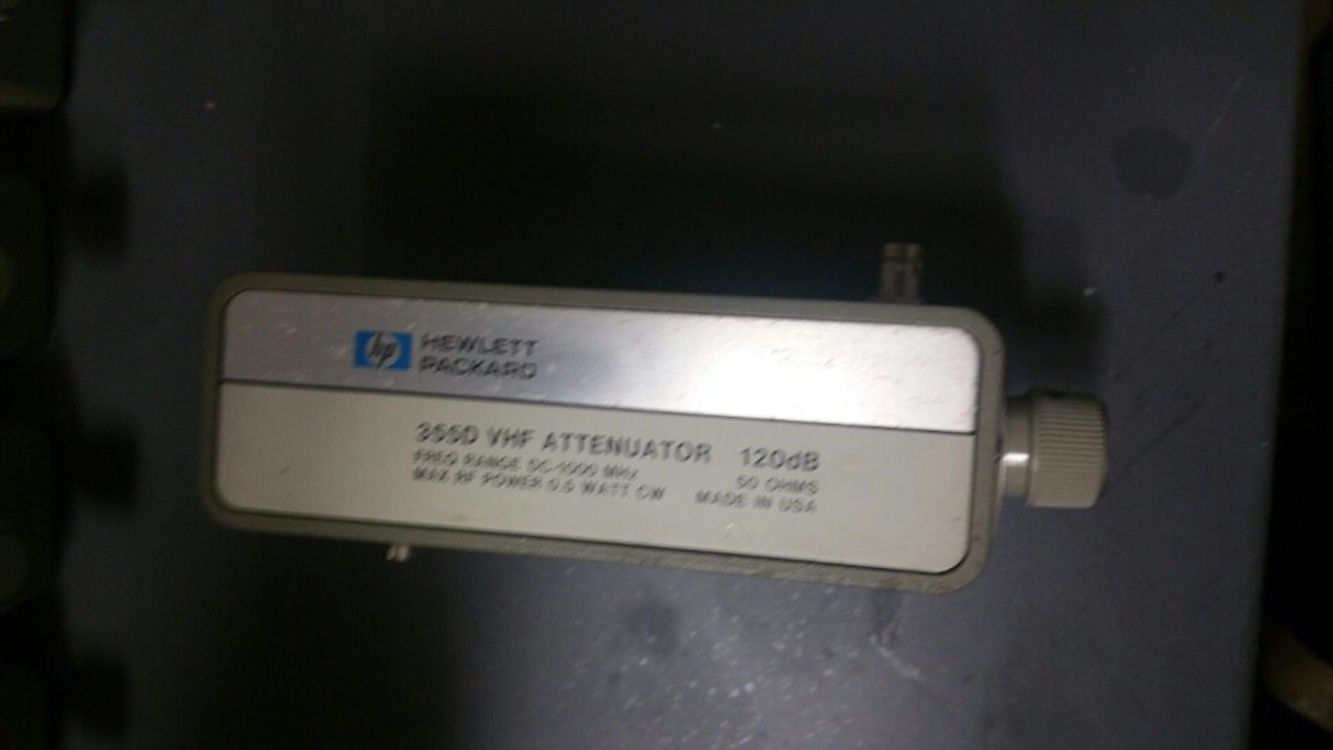 hp HEWLETT
PACKARD
355D VHF ATTENUATOR 120dB
FREQ RANGE DC-1000 MHz 50 OHMS
MAX RF POWER 0.5 WATT CW MADE IN USA